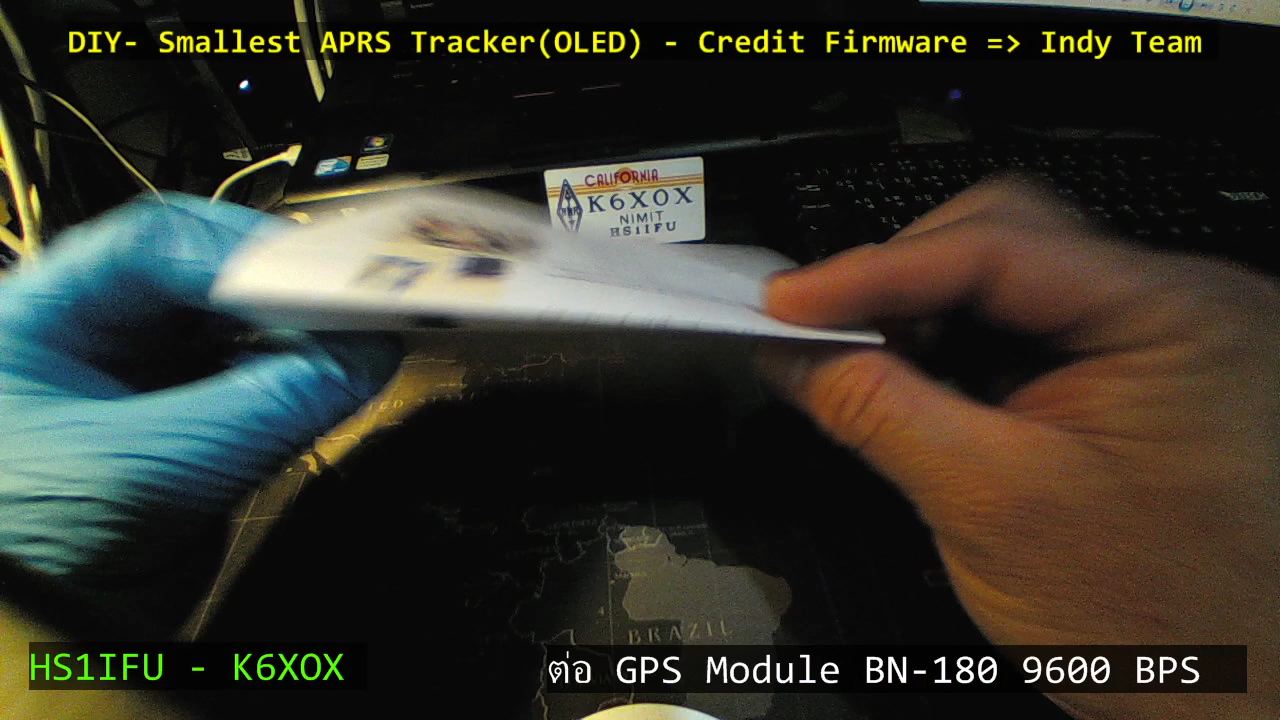 DIY- Smallest APRS Tracker(OLED) - Credit Firmware => Indy Team
CALIFORNIA
K6XOX
NIMIT
HS1IFU
BRAZIL
HS1IFU - K6XOX
ต่อ GPS Module BN-180 9600 BPS